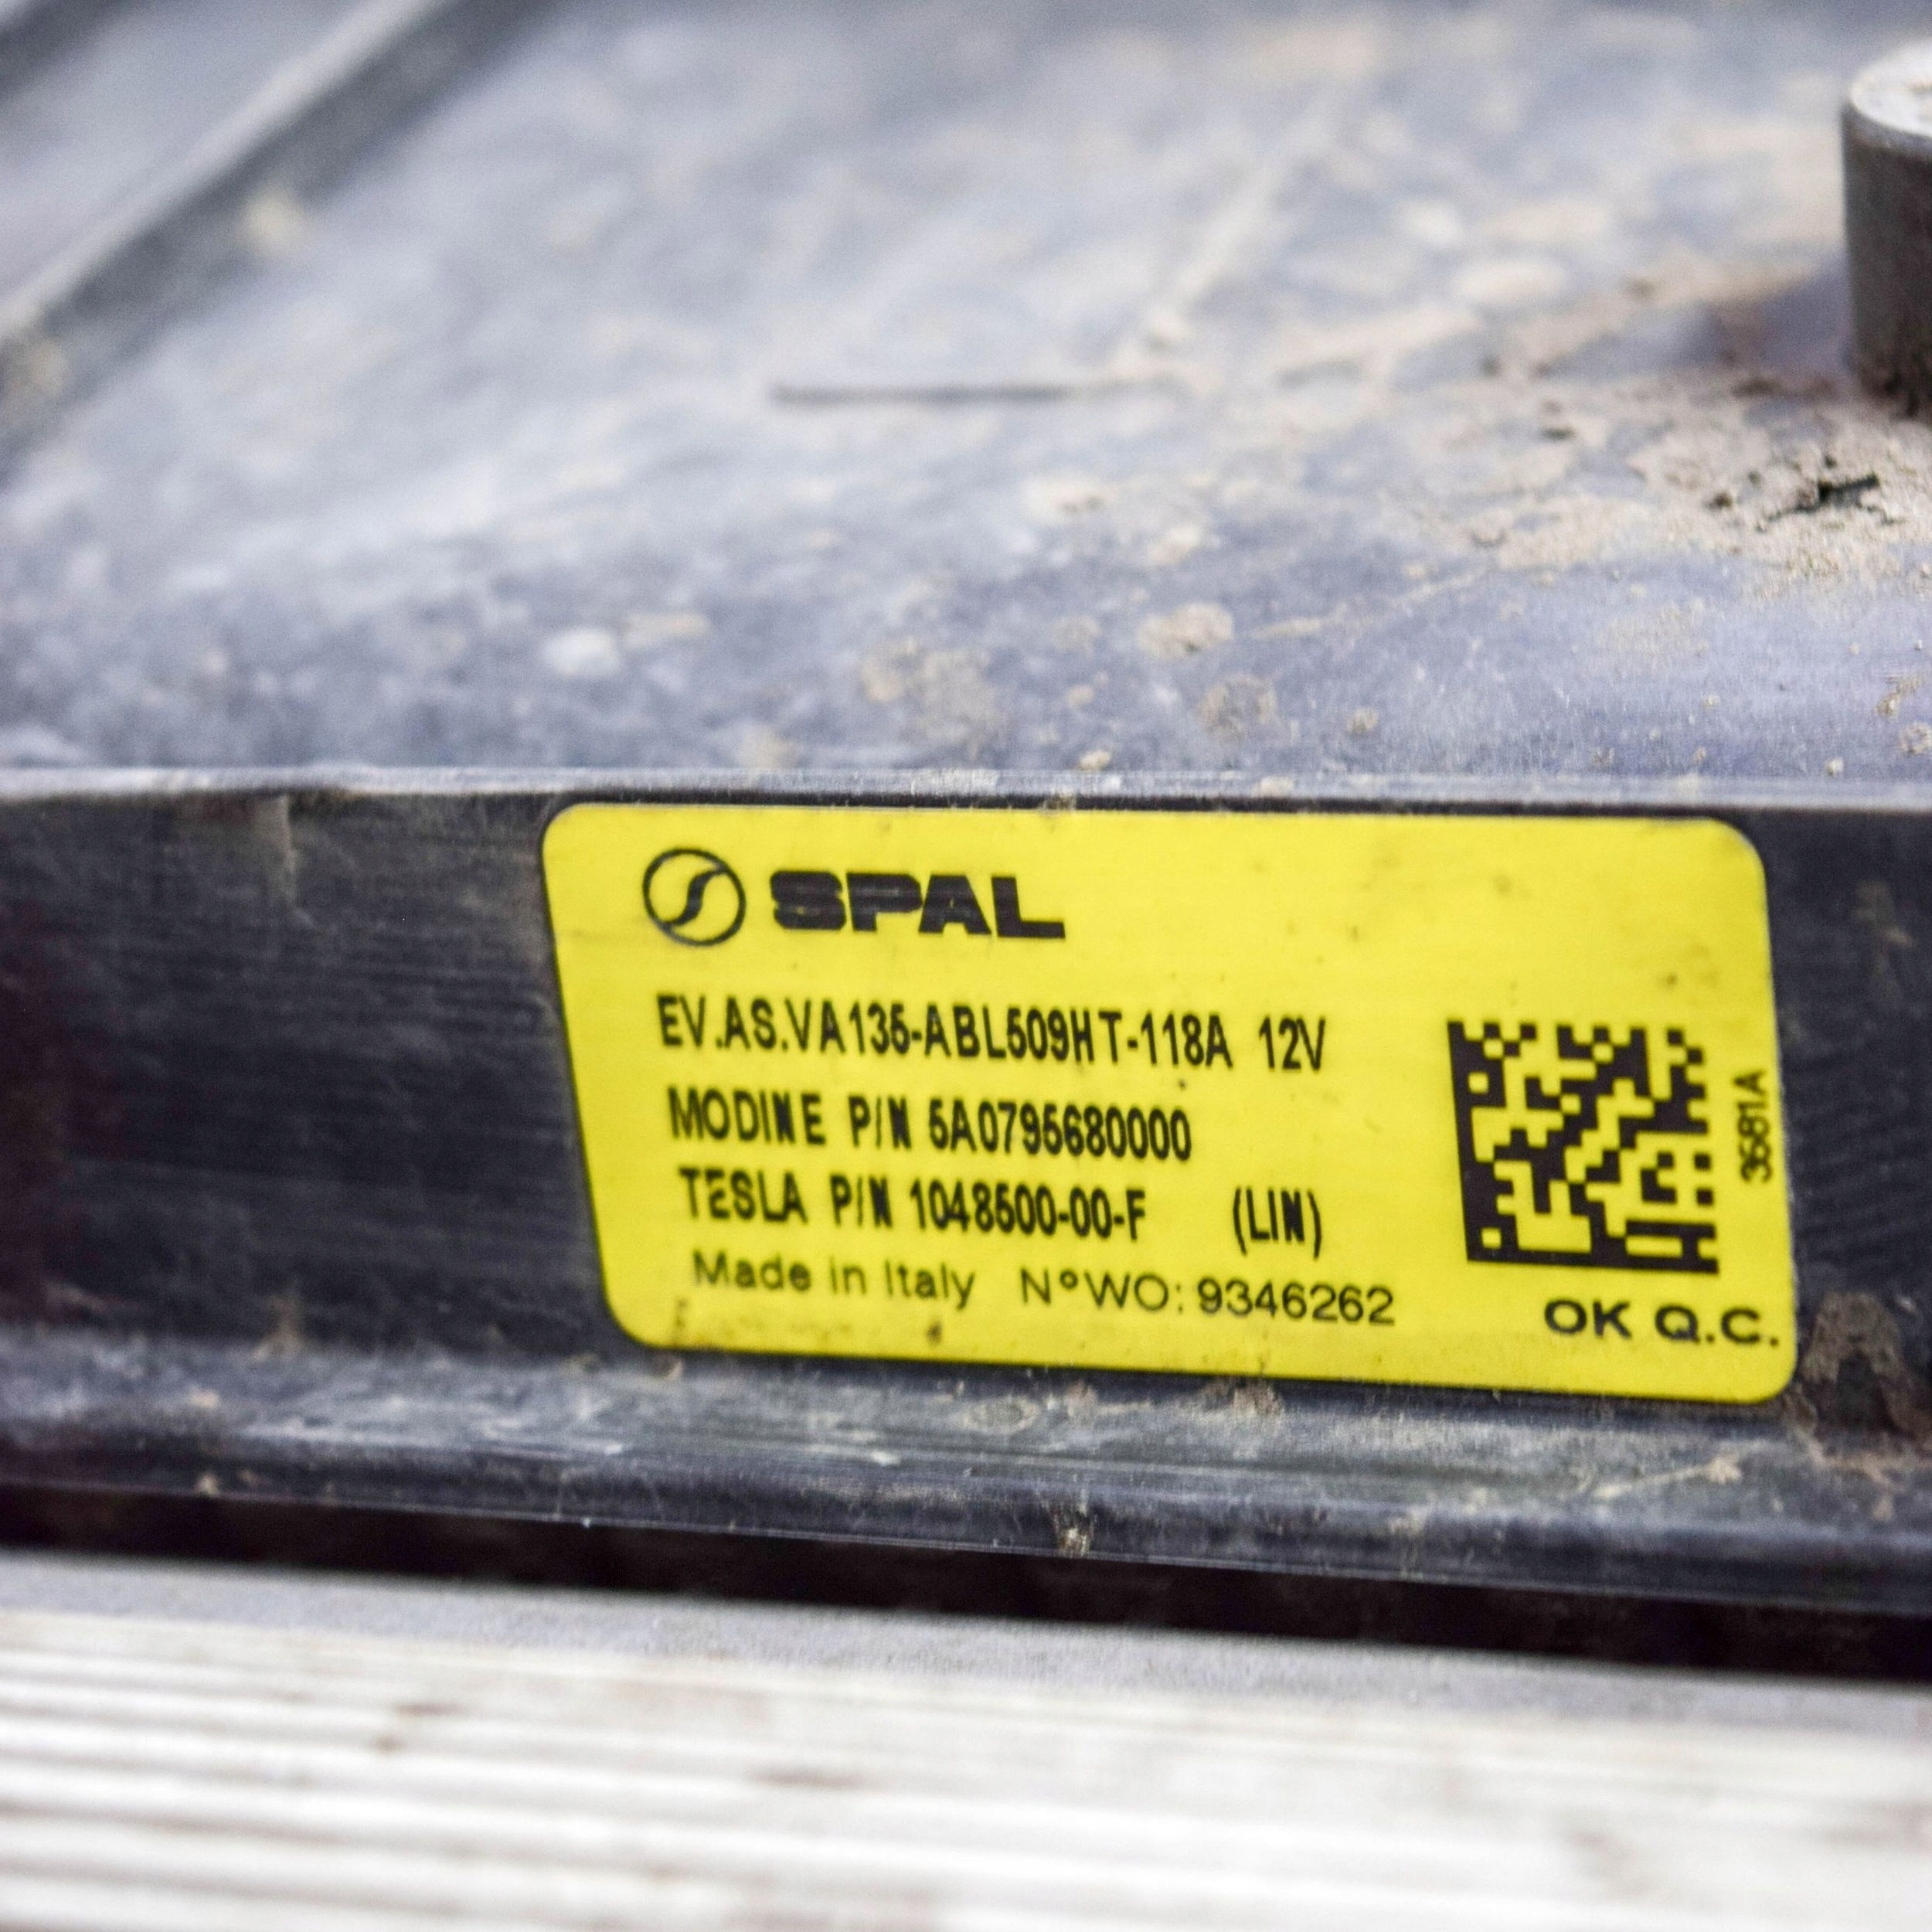 SPAL
EV.AS.VA135-ABL509HT-118A 12V
MODINE P/N 5A0795680000
TESLA P/N 1048500-00-F (LIN)
Made in Italy N°WO: 9346262
3581A
OK Q.C.